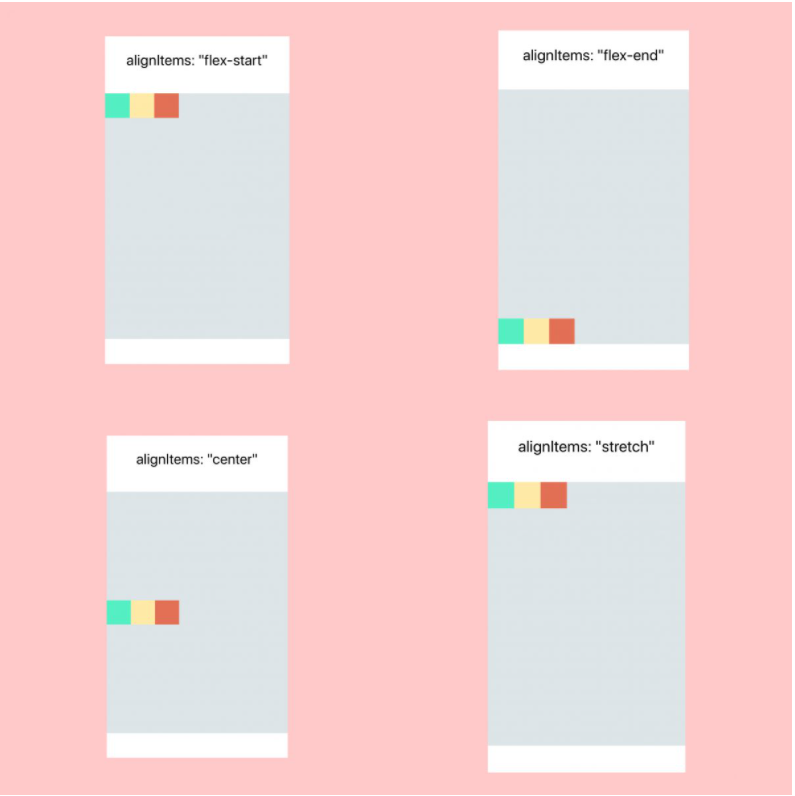 alignItems: "flex-start"
alignItems: "flex-end"
alignItems: "center"
alignItems: "stretch"